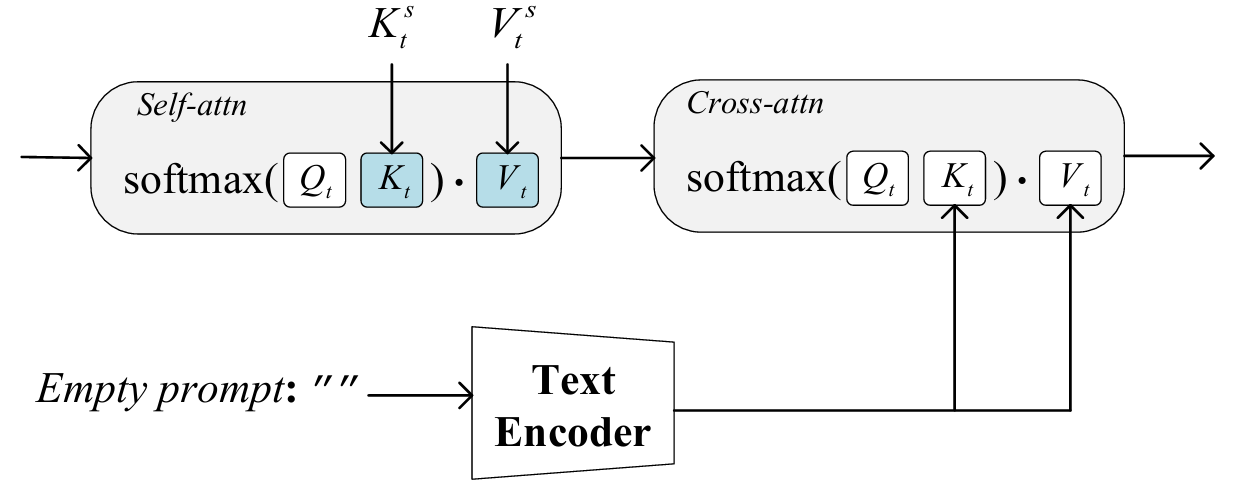 K_t^s V_t^s
Self-attn
softmax( Q_t K_t ) · V_t
Cross-attn
softmax( Q_t K_t ) · V_t
Empty prompt: ""
Text
Encoder